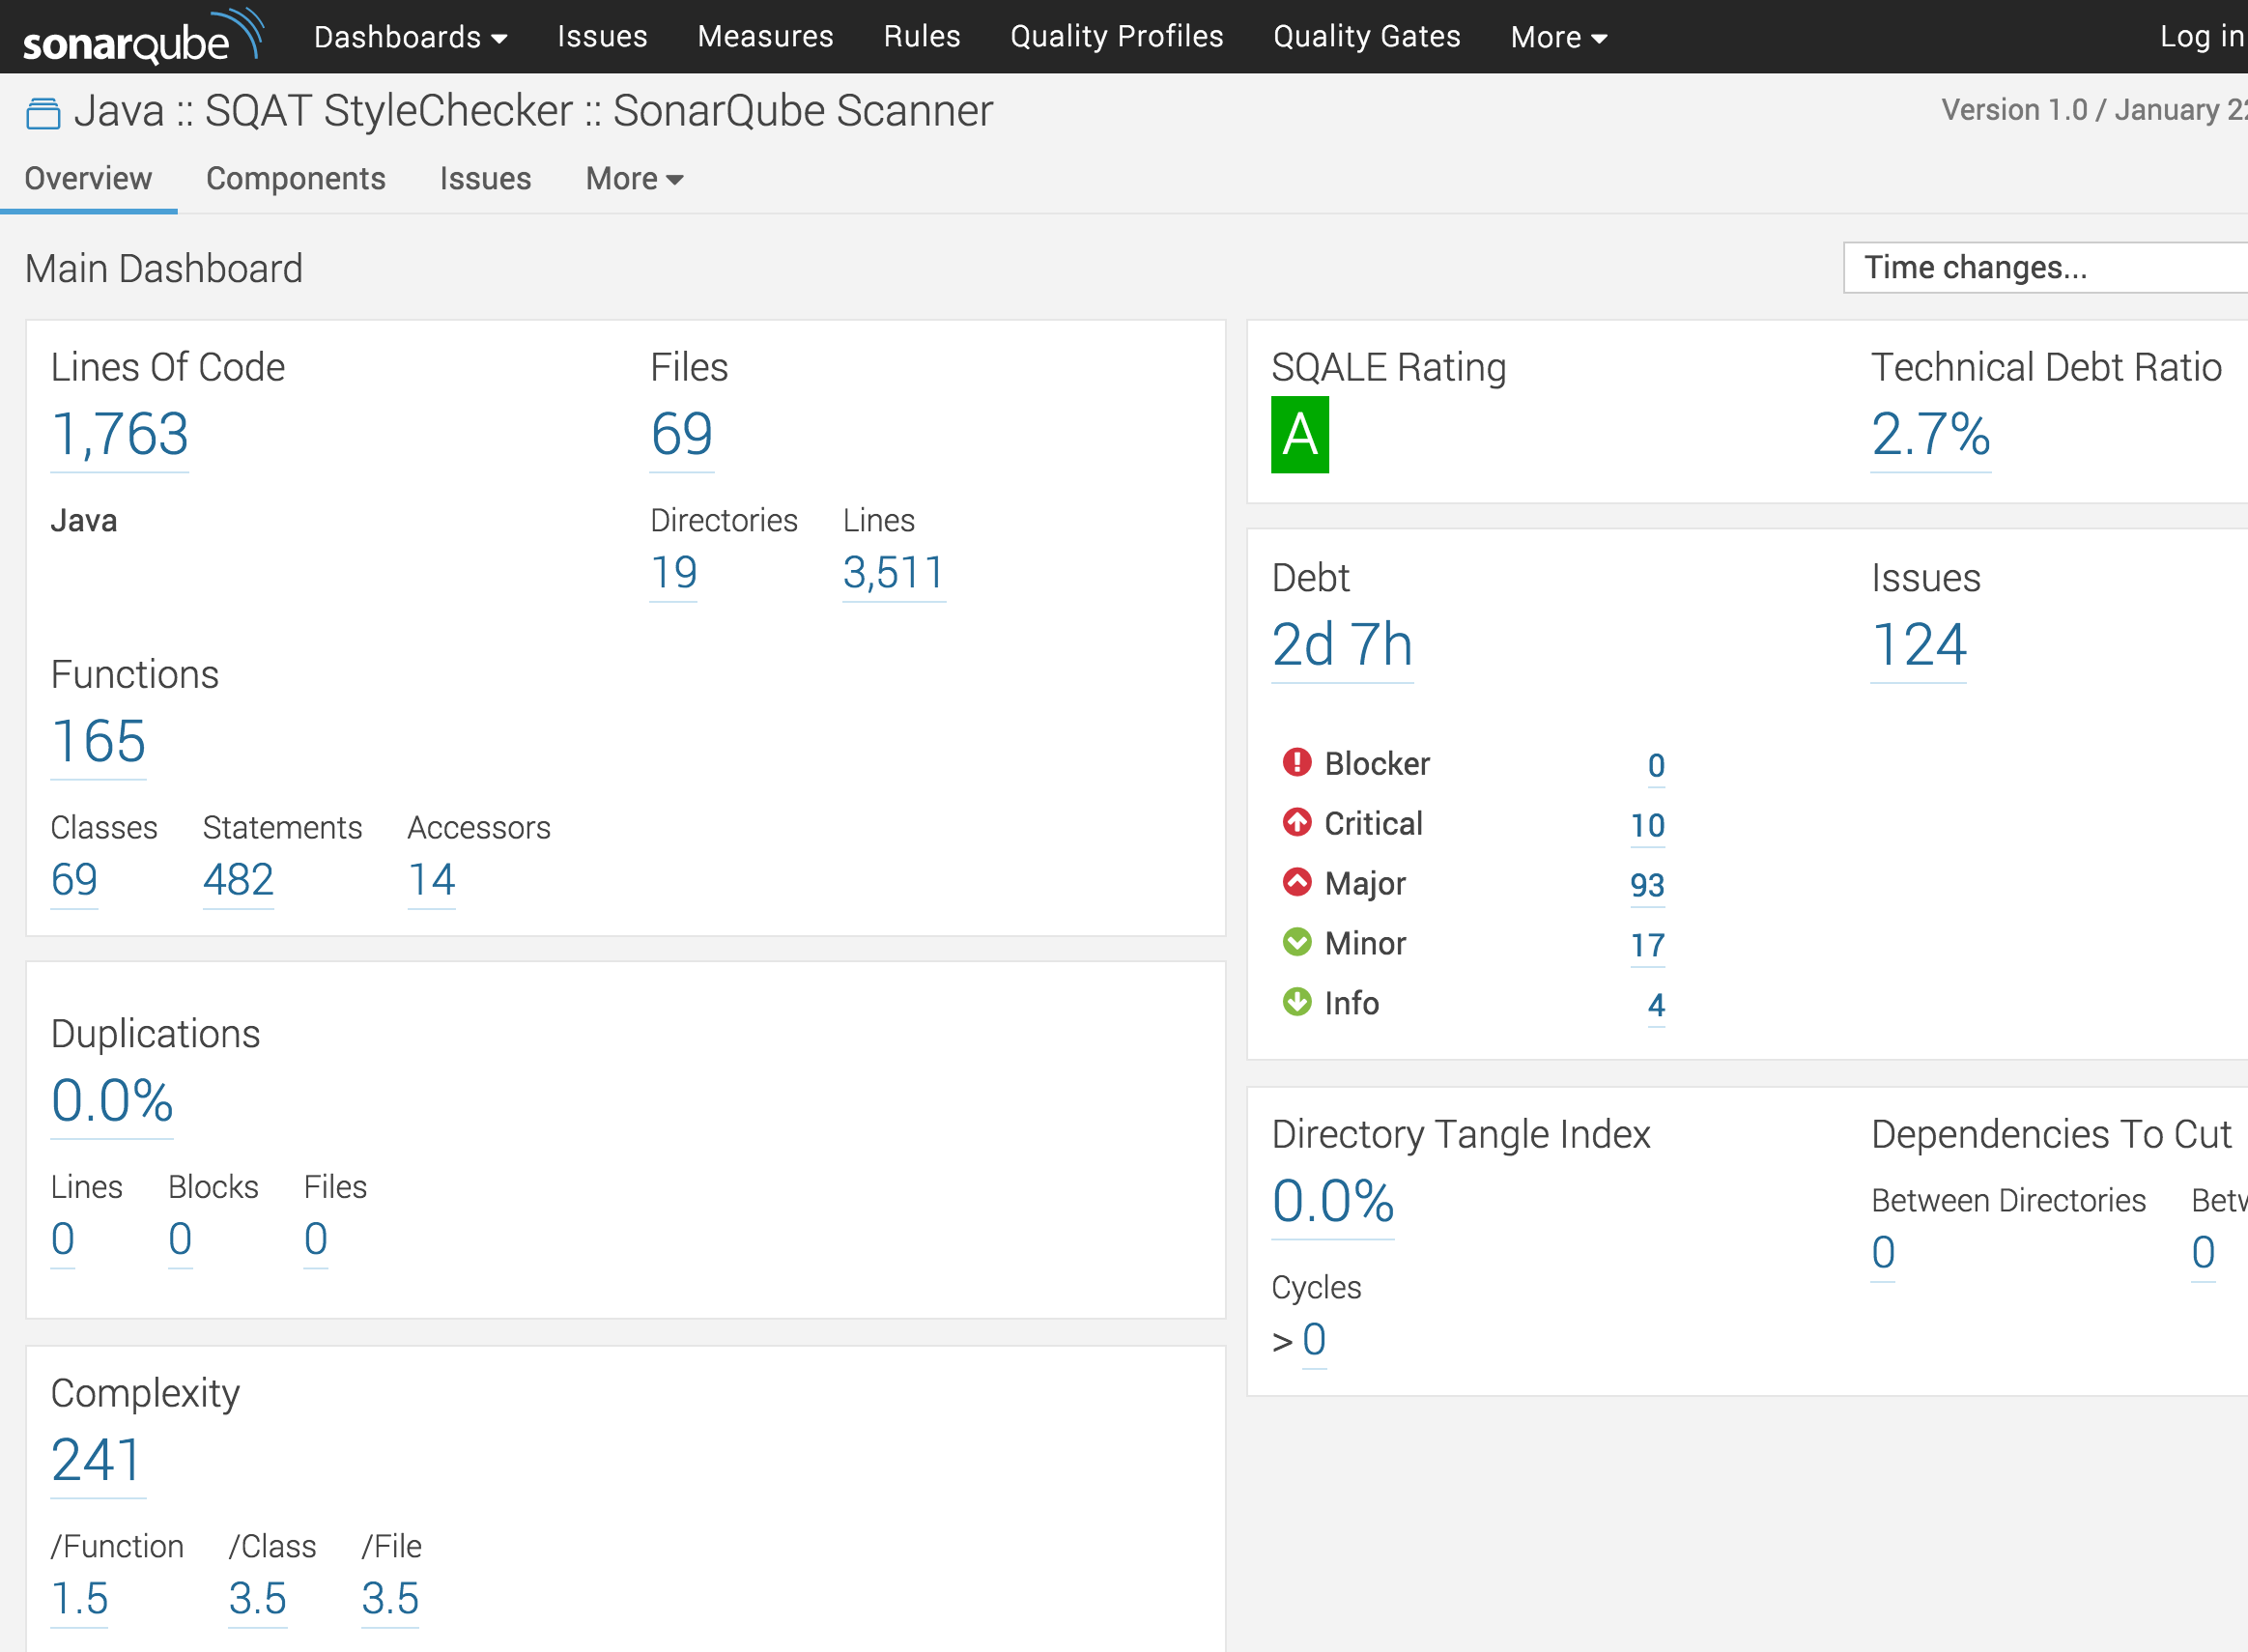 sonarqube Dashboards Issues Measures Rules Quality Profiles Quality Gates More Log in
Java :: SQAT StyleChecker :: SonarQube Scanner
Version 1.0 / January 22
Overview Components Issues More
Main Dashboard
Time changes...
Lines Of Code
1,763
Java
Files
69
Directories Lines
19 3,511
Functions
165
Classes Statements Accessors
69 482 14
Duplications
0.0%
Lines Blocks Files
0 0 0
Complexity
241
/Function /Class /File
1.5 3.5 3.5
SQALE Rating
A
Technical Debt Ratio
2.7%
Debt
2d 7h
Issues
124
Blocker 0
Critical 10
Major 93
Minor 17
Info 4
Directory Tangle Index
0.0%
Cycles
> 0
Dependencies To Cut
Between Directories
0 0